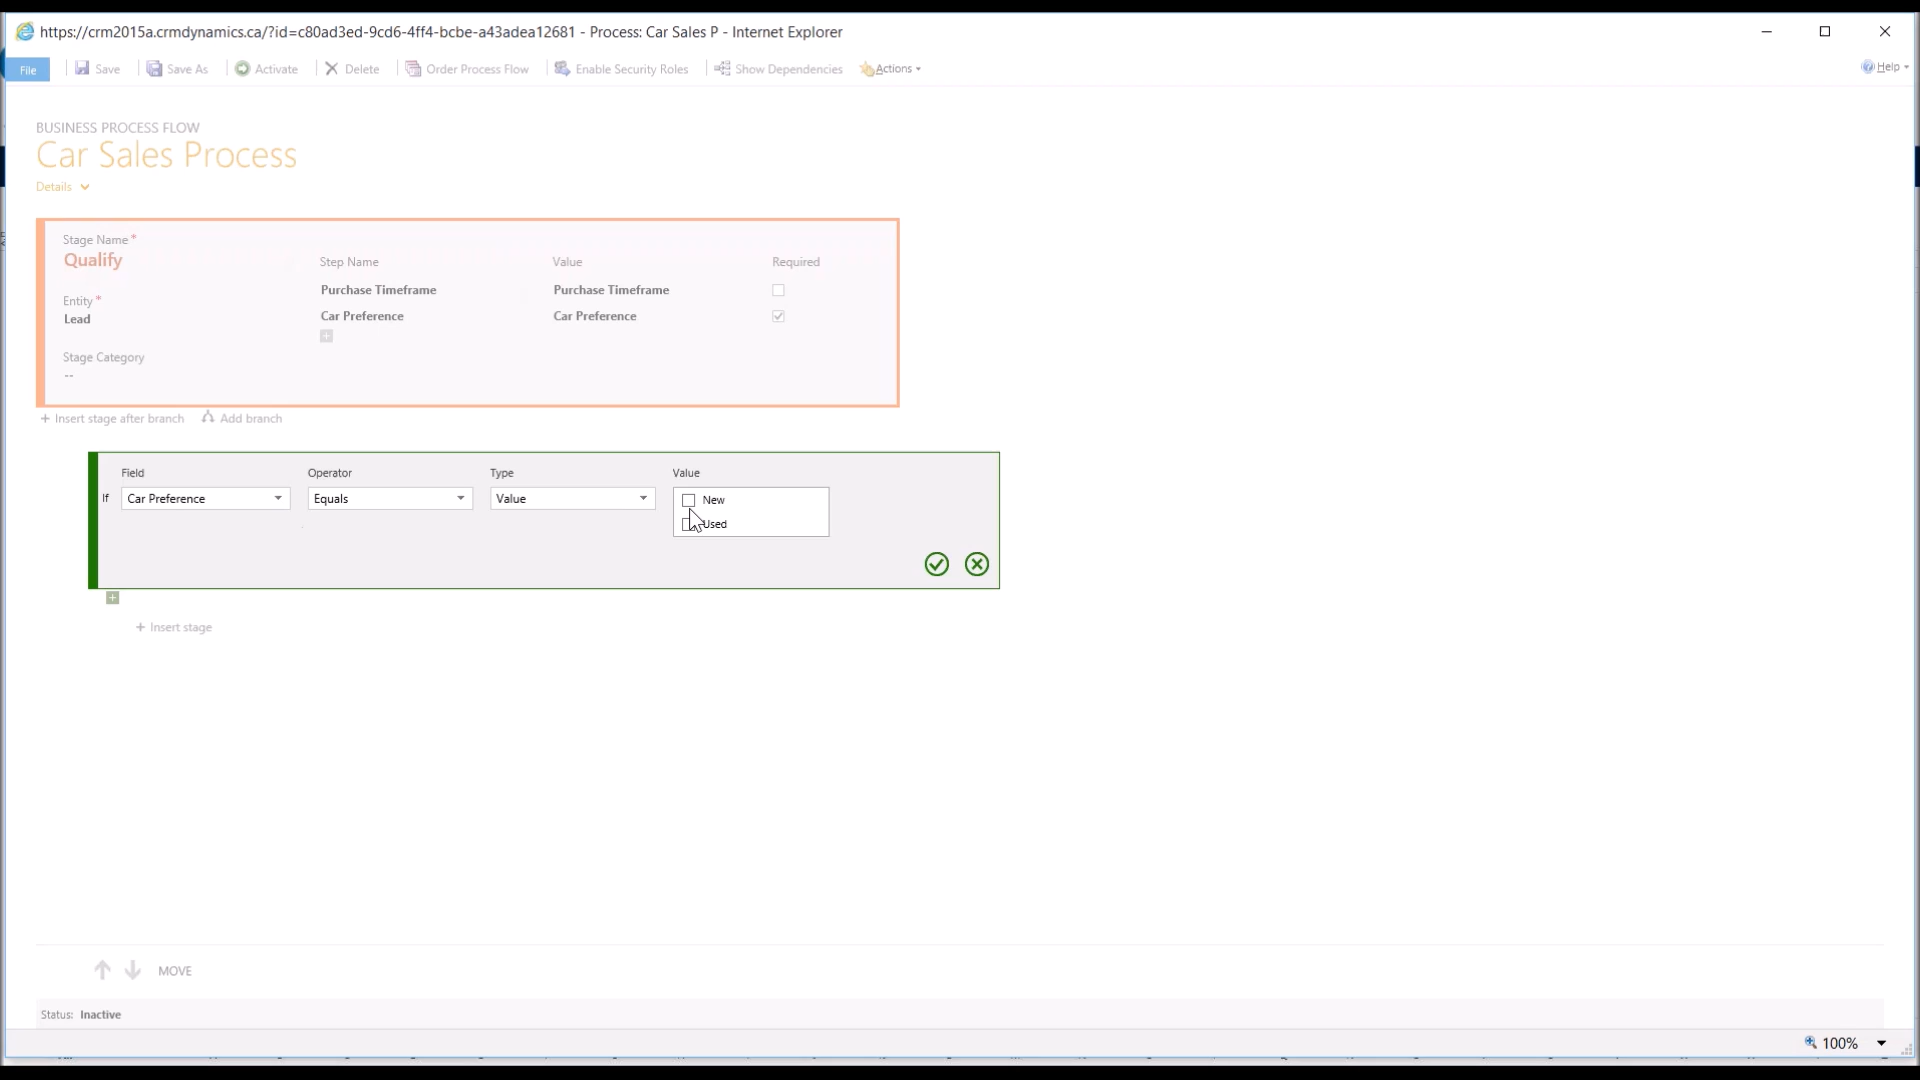 https://crm2015a.crmdynamics.ca/?id=c80ad3ed-9cd6-4ff4-bcbe-a43adea12681 - Process: Car Sales P - Internet Explorer
File Save Save As Activate Delete Order Process Flow Enable Security Roles Show Dependencies Actions Help
BUSINESS PROCESS FLOW
Car Sales Process
Details
Stage Name *
Qualify
Step Name Value Required
Purchase Timeframe Purchase Timeframe
Entity *
Lead
Car Preference Car Preference
Stage Category
--
+ Insert stage after branch Add branch
Field Operator Type Value
If Car Preference Equals Value New
Used
+ Insert stage
MOVE
Status: Inactive
100%